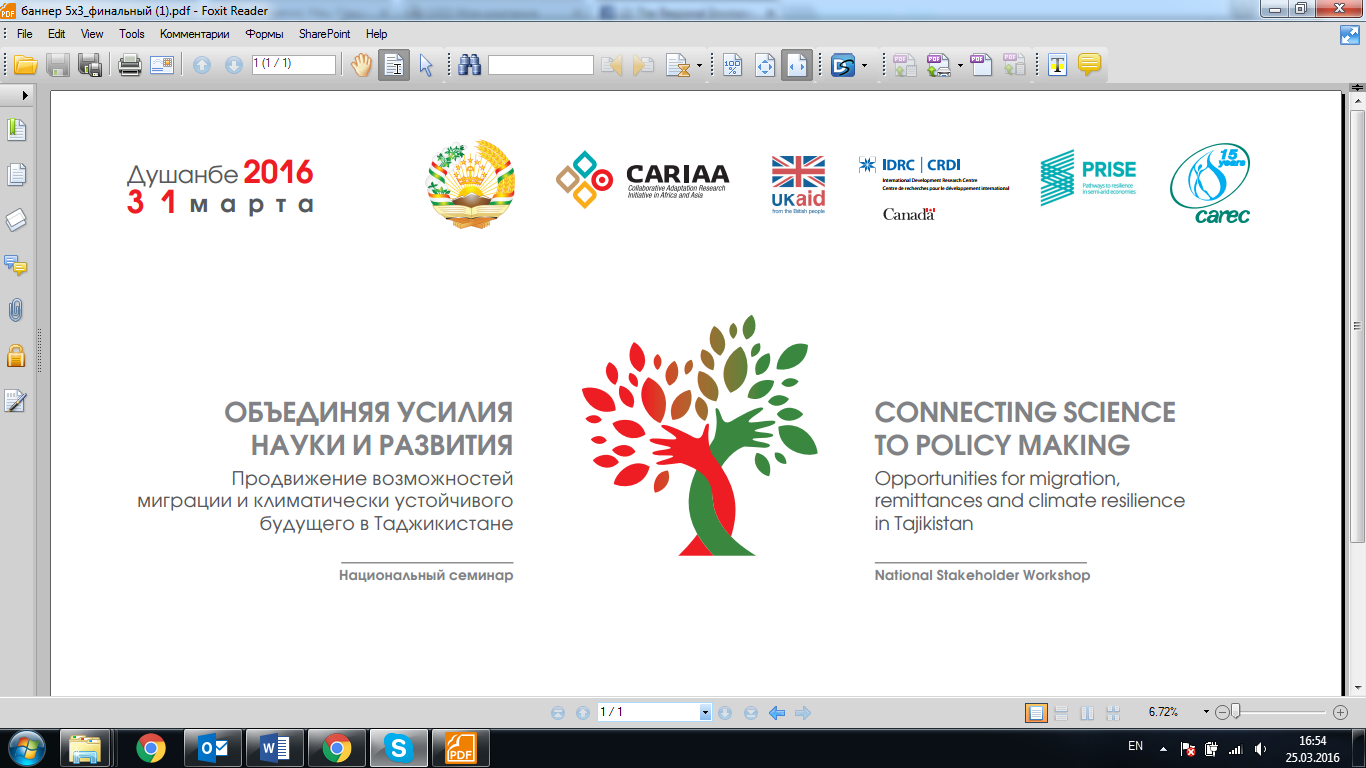 баннер 5x3_финальный (1).pdf - Foxit Reader
File Edit View Tools Комментарии Формы SharePoint Help
1 (1 / 1)
Душанбе 2016
31 марта
CARIAA
Collaborative Adaptation Research
Initiative in Africa and Asia
UKaid
from the British people
IDRC | CRDI
International Development Research Centre
Centre de recherches pour le développement international
Canada
PRISE
Pathways to resilience
in semi-arid economies
15 years
carec
ОБЪЕДИНЯЯ УСИЛИЯ
НАУКИ И РАЗВИТИЯ
Продвижение возможностей
миграции и климатически устойчивого
будущего в Таджикистане
Национальный семинар
CONNECTING SCIENCE
TO POLICY MAKING
Opportunities for migration,
remittances and climate resilience
in Tajikistan
National Stakeholder Workshop
1 / 1
6.72%
EN
16:54
25.03.2016